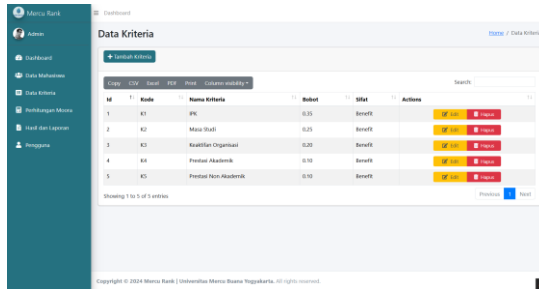 Mercu Rank
Dashboard
Admin
Data Kriteria
Home / Data Kriteria
Dashboard
Data Mahasiswa
Data Kriteria
Perhitungan Moora
Hasil dan Laporan
Pengguna
+ Tambah Kriteria
Copy CSV Excel PDF Print Column visibility
Search:
Id Kode Nama Kriteria Bobot Sifat Actions
1 K1 IPK 0.35 Benefit Edit Hapus
2 K2 Masa Studi 0.25 Benefit Edit Hapus
3 K3 Keaktifan Organisasi 0.20 Benefit Edit Hapus
4 K4 Prestasi Akademik 0.10 Benefit Edit Hapus
5 K5 Prestasi Non Akademik 0.10 Benefit Edit Hapus
Showing 1 to 5 of 5 entries
Previous 1 Next
Copyright © 2024 Mercu Rank | Universitas Mercu Buana Yogyakarta. All rights reserved.